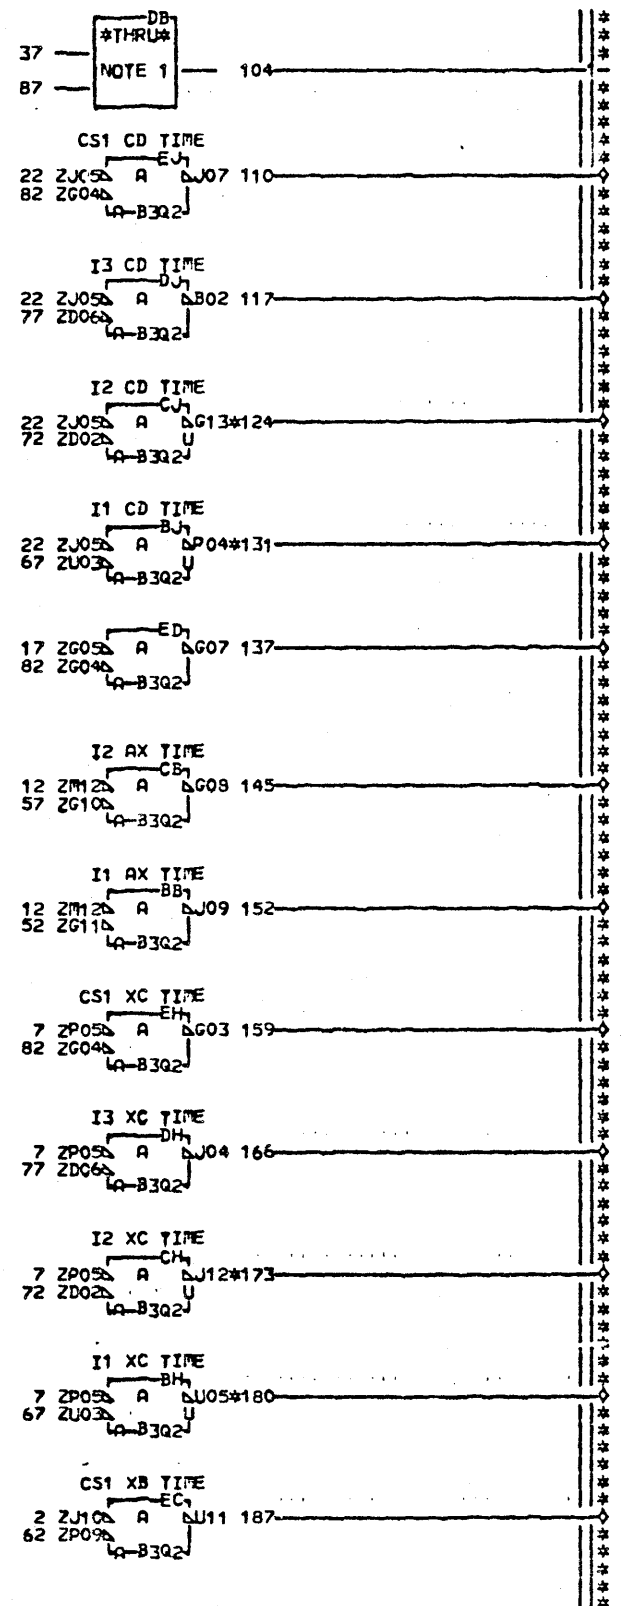 DB
*THRU*
37
NOTE 1 104
87
CS1 CD TIME
EJ
22 ZJ05 A J07 110
82 ZG04
A B3Q2
I3 CD TIME
DJ
22 ZJ05 A B02 117
77 ZD06
A B3Q2
I2 CD TIME
CJ
22 ZJ05 A G13*124
72 ZD02 U
A B3Q2
I1 CD TIME
BJ
22 ZJ05 A P04*131
67 ZU03 U
A B3Q2
ED
17 ZG05 A G07 137
82 ZG04
A B3Q2
I2 AX TIME
CB
12 ZM12 A G08 145
57 ZG10
A B3Q2
I1 AX TIME
BB
12 ZM12 A J09 152
52 ZG11
A B3Q2
CS1 XC TIME
EH
7 ZP05 A G03 159
82 ZG04
A B3Q2
I3 XC TIME
DH
7 ZP05 A J04 166
77 ZD06
A B3Q2
I2 XC TIME
CH
7 ZP05 A J12*173
72 ZD02 U
A B3Q2
I1 XC TIME
BH
7 ZP05 A U05*180
67 ZU03 U
A B3Q2
CS1 XB TIME
EC
2 ZJ10 A U11 187
62 ZP09
A B3Q2